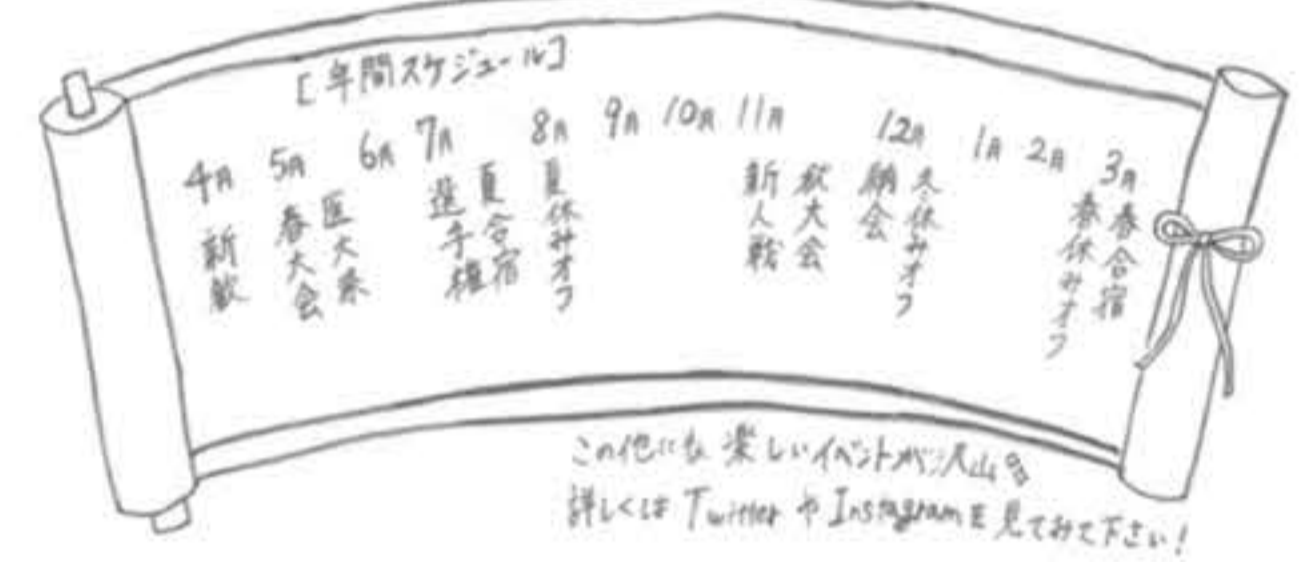 [年間スケジュール]
4月
新歓
5月
春大会
医大祭
6月
7月
選手権
夏合宿
8月
夏休みオフ
9月
10月
11月
新人戦
秋大会
12月
納会
冬休みオフ
1月
2月
3月
春合宿
春休みオフ
この他にも楽しいイベントが沢山
詳しくはTwitterやInstagramを見てみて下さい!